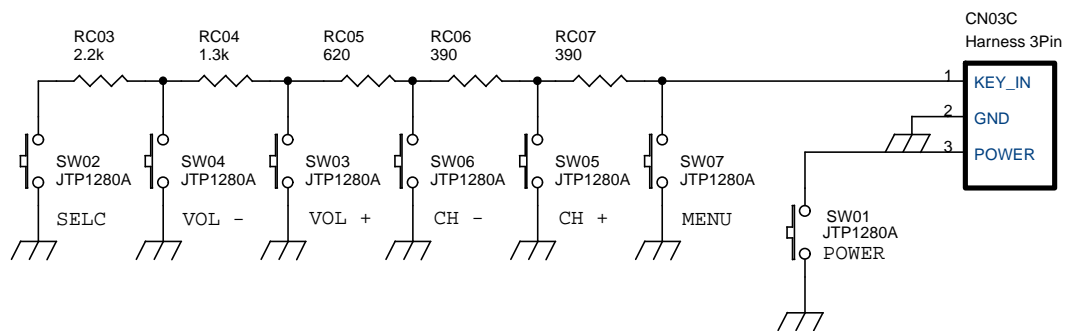 CN03C
Harness 3Pin
RC03
2.2k
RC04
1.3k
RC05
620
RC06
390
RC07
390
1
KEY_IN
2
GND
3
POWER
SW02
JTP1280A
SELC
SW04
JTP1280A
VOL -
SW03
JTP1280A
VOL +
SW06
JTP1280A
CH -
SW05
JTP1280A
CH +
SW07
JTP1280A
MENU
SW01
JTP1280A
POWER